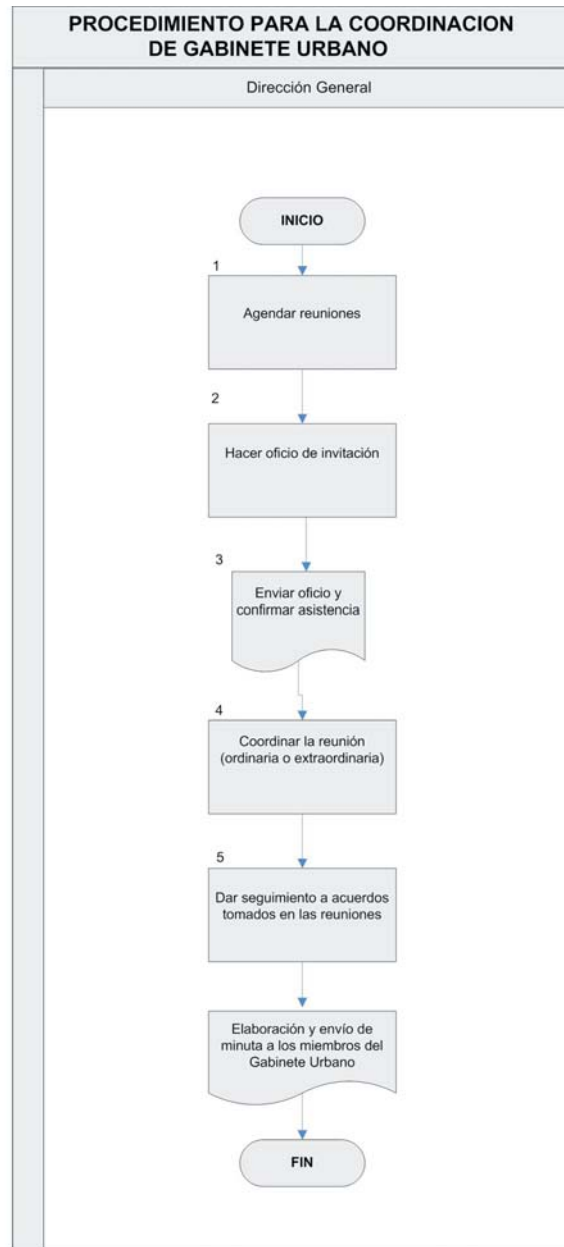 PROCEDIMIENTO PARA LA COORDINACION
DE GABINETE URBANO
Dirección General
INICIO
1
Agendar reuniones
2
Hacer oficio de invitación
3
Enviar oficio y
confirmar asistencia
4
Coordinar la reunión
(ordinaria o extraordinaria)
5
Dar seguimiento a acuerdos
tomados en las reuniones
Elaboración y envío de
minuta a los miembros del
Gabinete Urbano
FIN